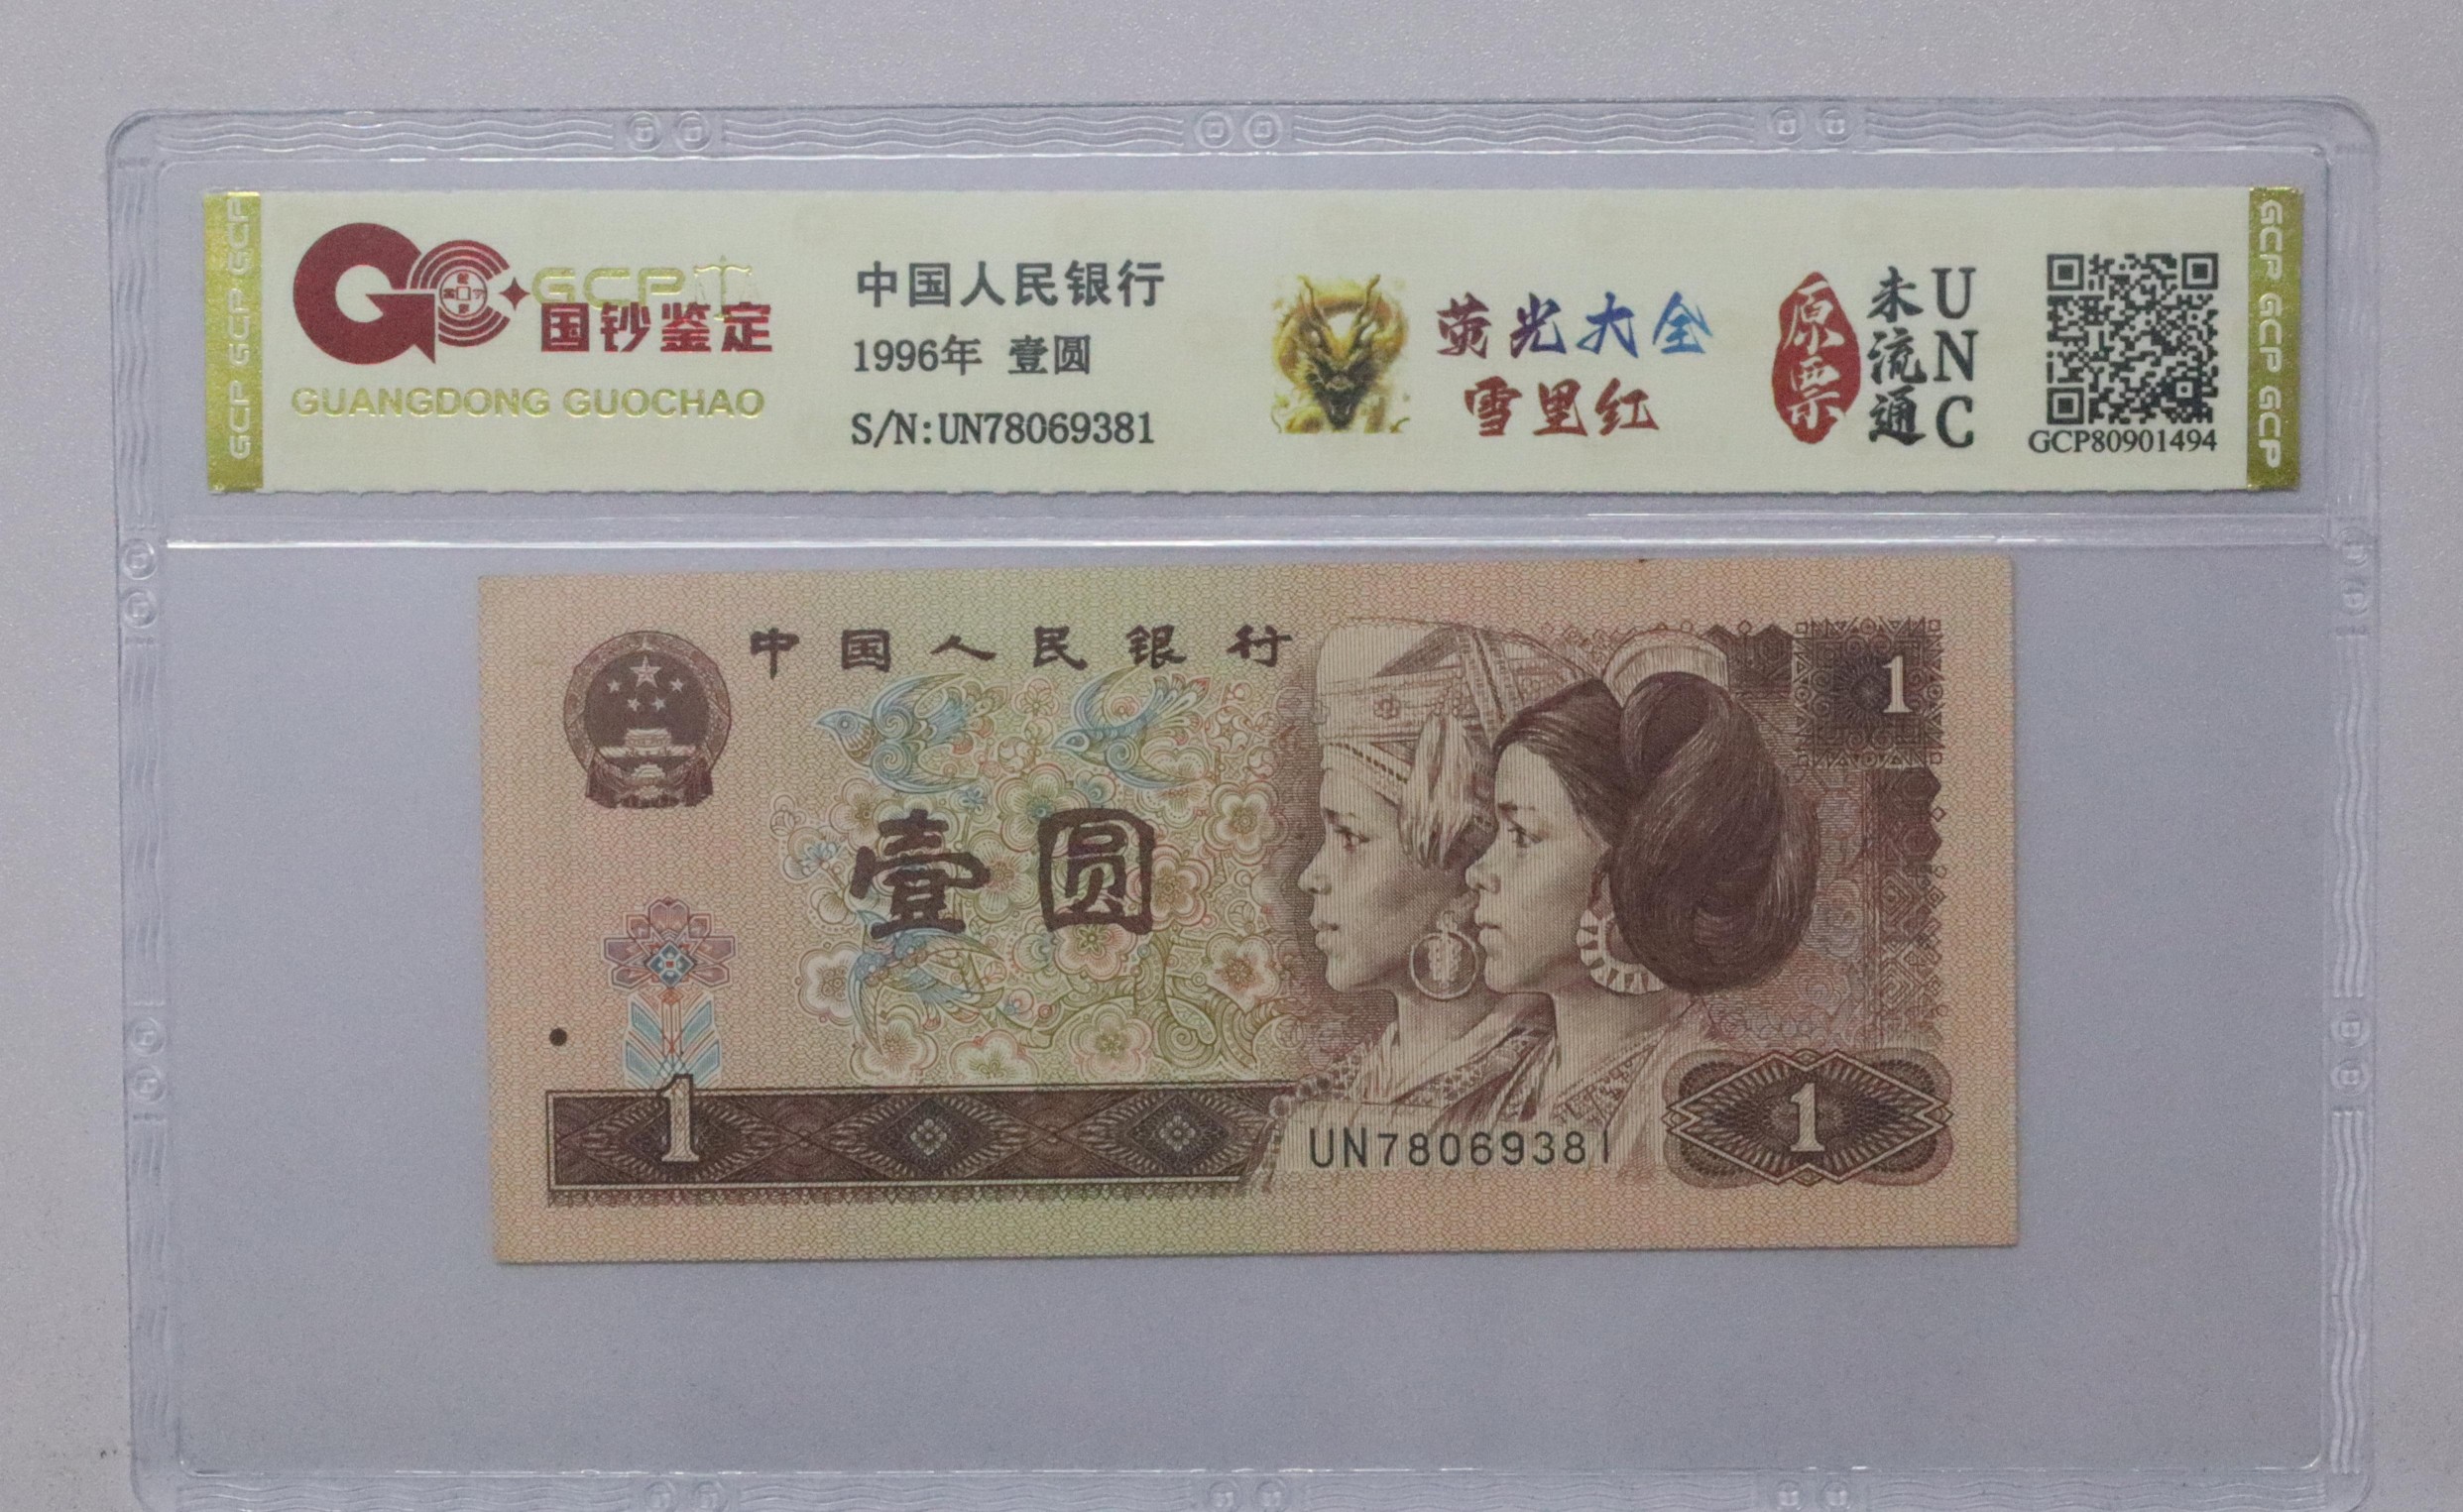 GCP GCP GCP
GCP
国钞鉴定
GUANGDONG GUOCHAO
中国人民银行
1996年 壹圆
S/N:UN78069381
荧光大全
雪里红
原票
未流通
UNC
GCP80901494
GCP GCP GCP
中国人民银行
1
壹圆
1
UN78069381
1